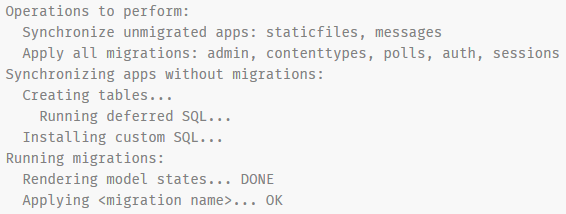 Operations to perform:
Synchronize unmigrated apps: staticfiles, messages
Apply all migrations: admin, contenttypes, polls, auth, sessions
Synchronizing apps without migrations:
Creating tables...
Running deferred SQL...
Installing custom SQL...
Running migrations:
Rendering model states... DONE
Applying <migration name>... OK